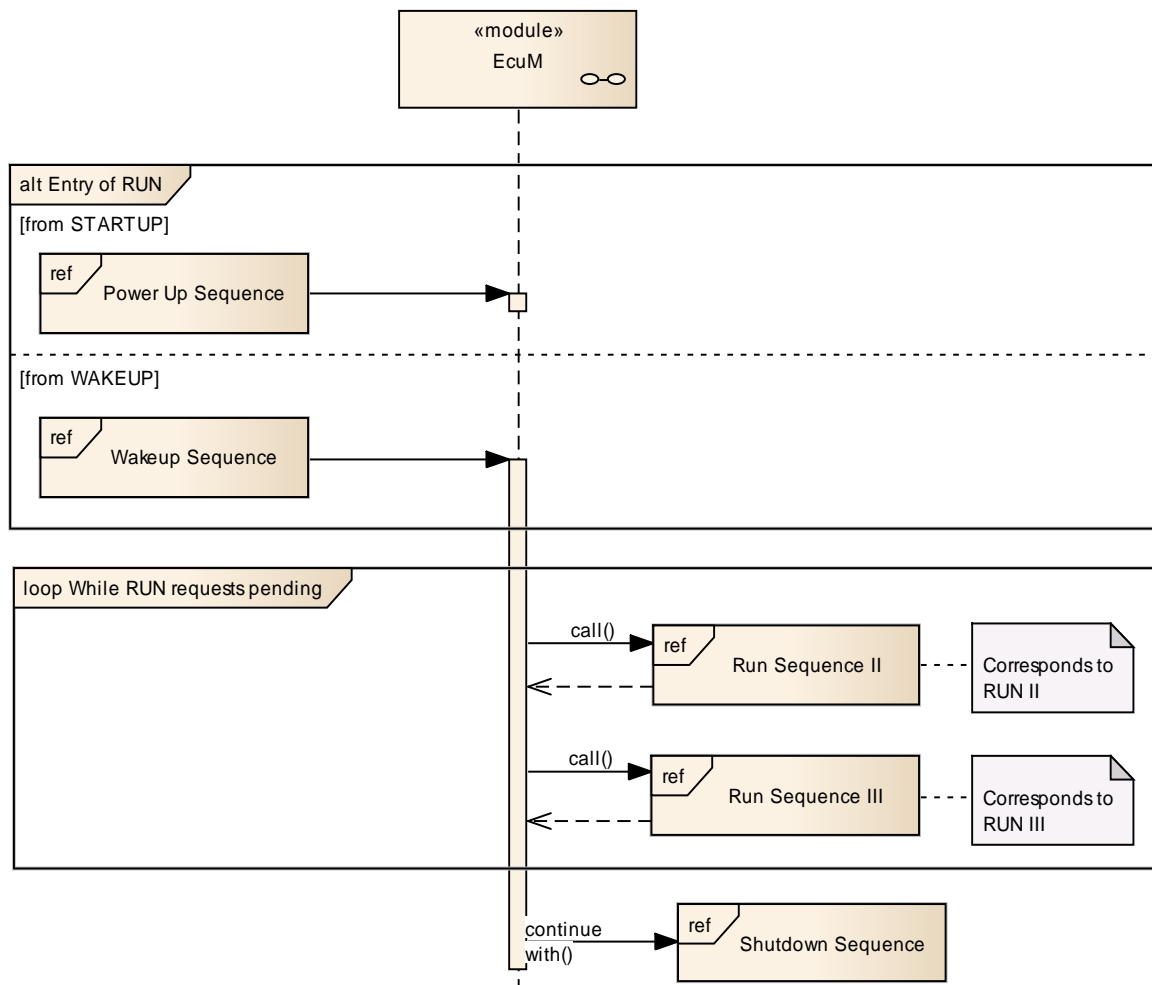 «module»
EcuM
alt Entry of RUN
[from STARTUP]
ref
Power Up Sequence
[from WAKEUP]
ref
Wakeup Sequence
loop While RUN requests pending
call()
ref
Run Sequence II
Corresponds to
RUN II
call()
ref
Run Sequence III
Corresponds to
RUN III
continue
with()
ref
Shutdown Sequence